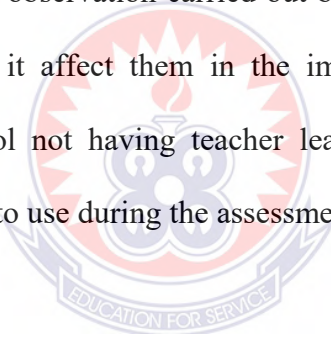 observation carried out
it affect them in the im
ol not having teacher lea
to use during the assessme
EDUCATION FOR SERVICE